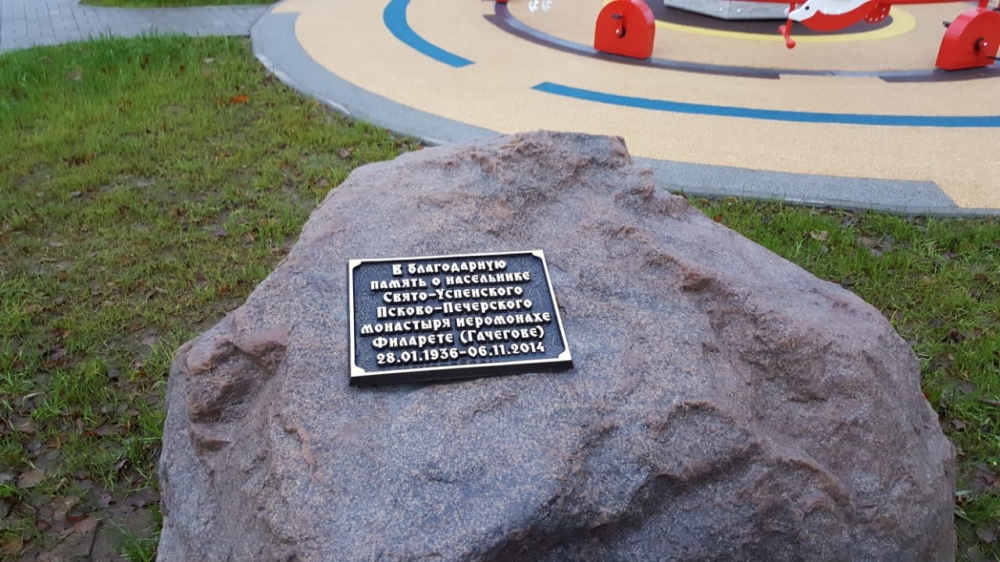 В благодарную
память о насельнике
Свято-Успенского
Псково-Печерского
монастыря иеромонахе
Филарете (Гачегове)
28.01.1936-06.11.2014